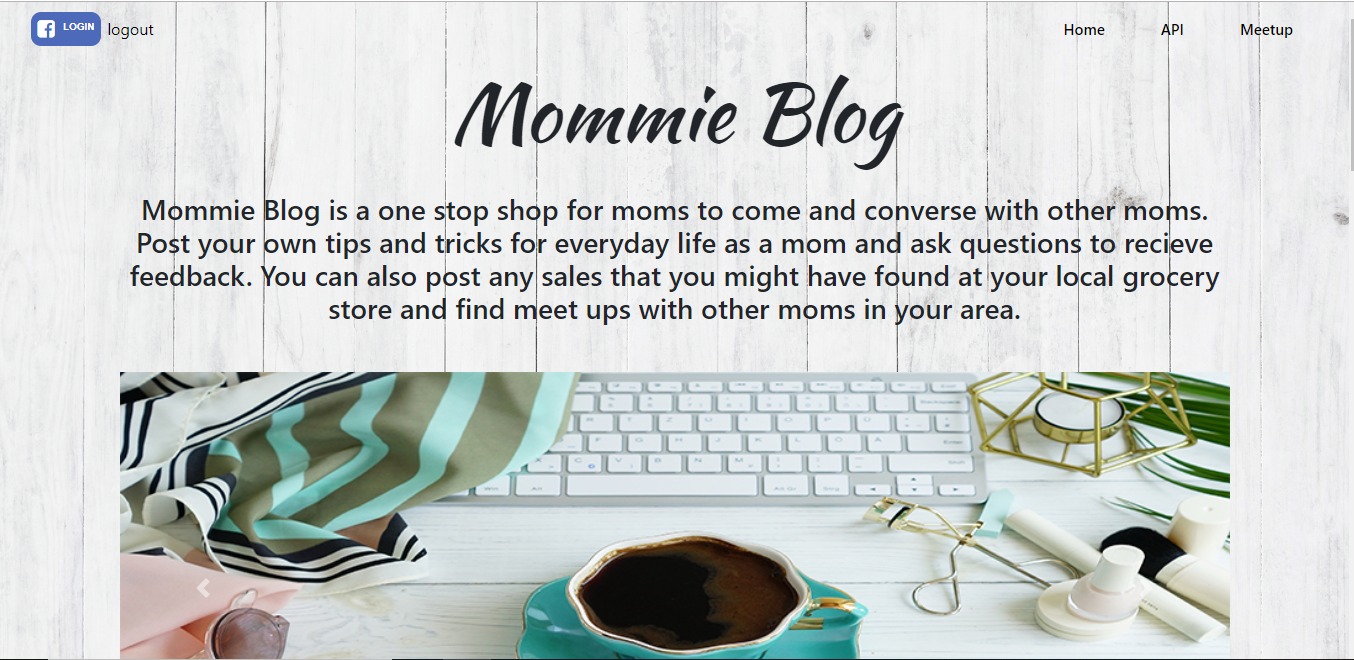 LOGIN logout Home API Meetup
Mommie Blog
Mommie Blog is a one stop shop for moms to come and converse with other moms.
Post your own tips and tricks for everyday life as a mom and ask questions to recieve
feedback. You can also post any sales that you might have found at your local grocery
store and find meet ups with other moms in your area.